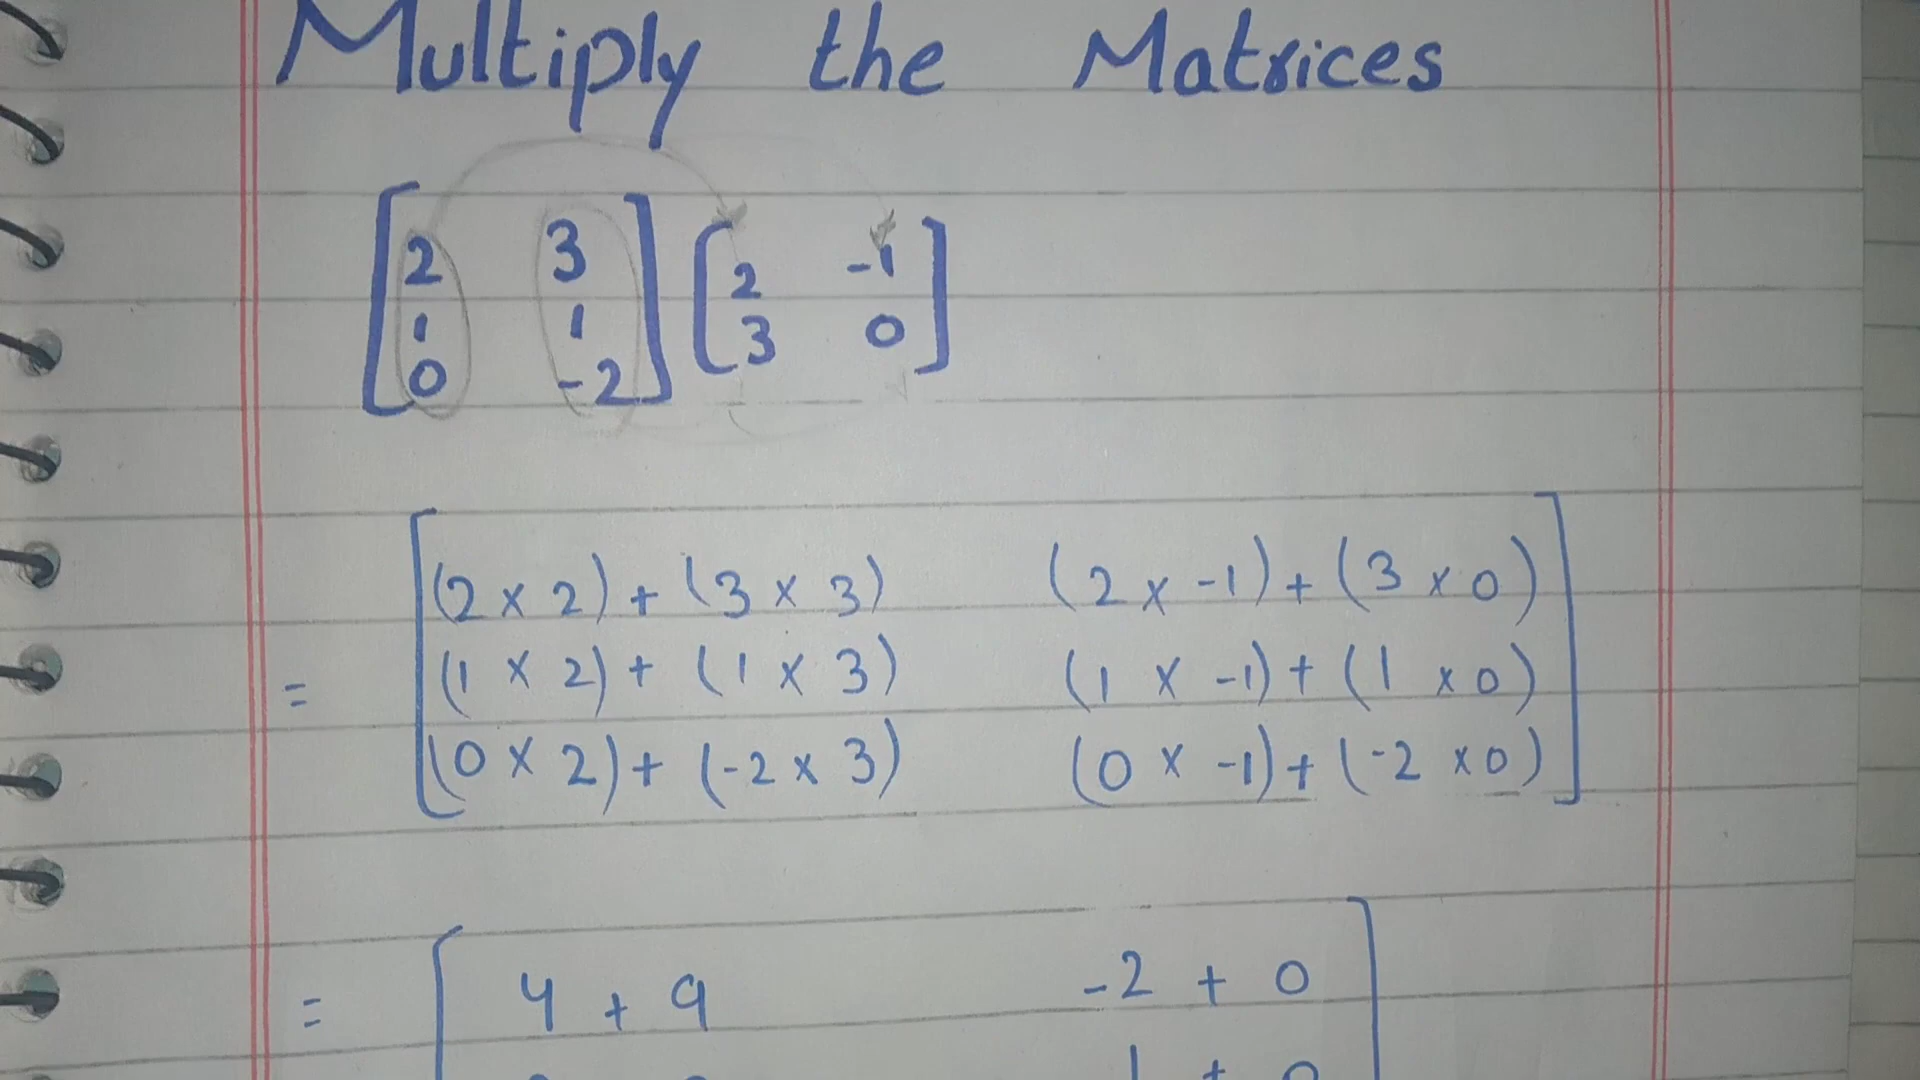 Multiply the Matrices
[2 3] [2 -1]
[1 1] [3 0]
[0 -2]
= [(2 × 2) + (3 × 3) (2 × -1) + (3 × 0)]
(1 × 2) + (1 × 3) (1 × -1) + (1 × 0)
(0 × 2) + (-2 × 3) (0 × -1) + (-2 × 0)
= [4 + 9 -2 + 0]